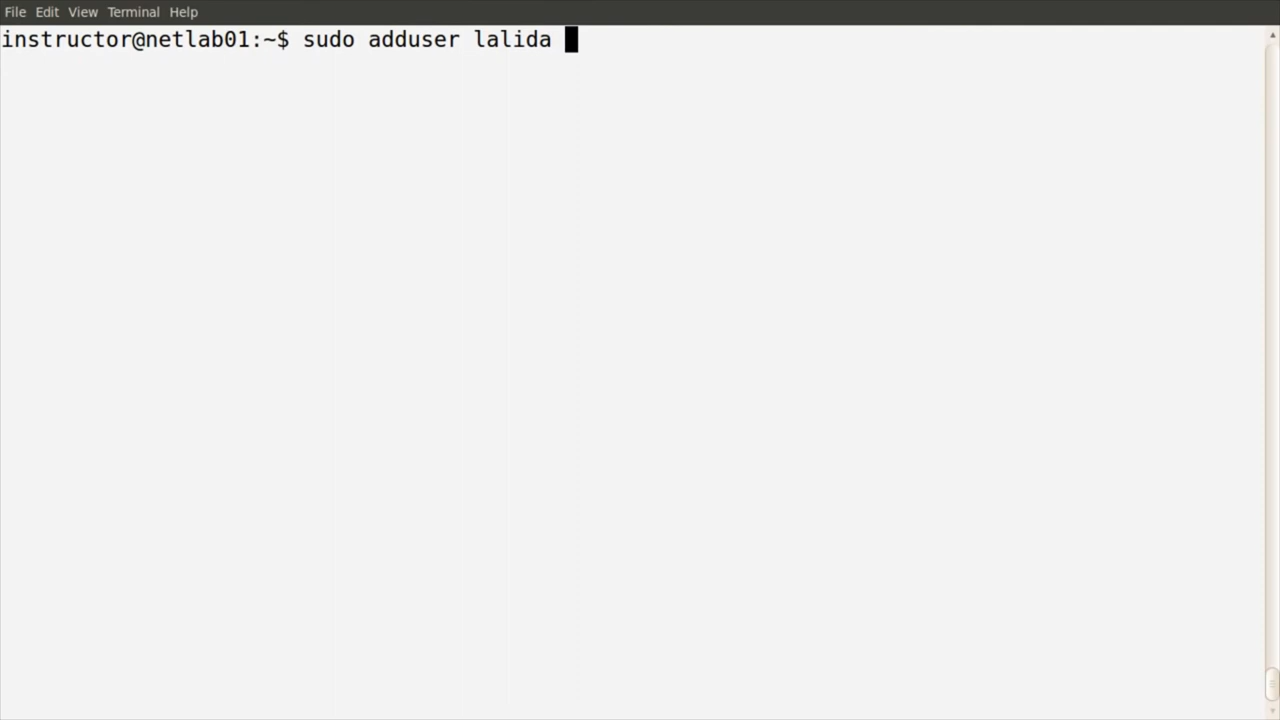 File Edit View Terminal Help
instructor@netlab01:~$ sudo adduser lalida